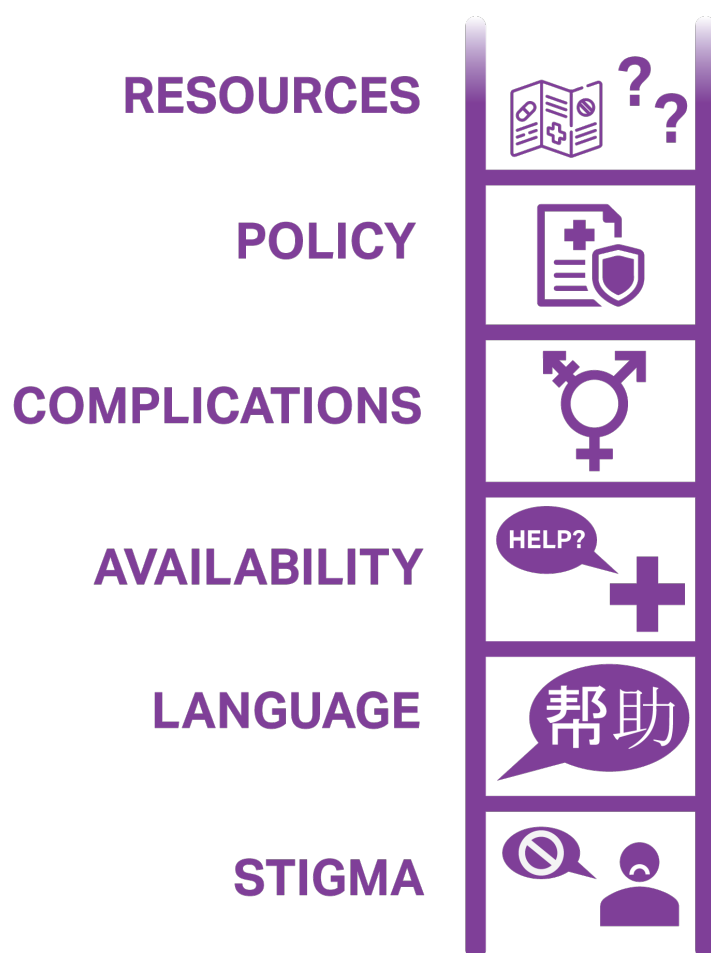 RESOURCES
? ?
POLICY
COMPLICATIONS
AVAILABILITY
HELP?
LANGUAGE
帮助
STIGMA